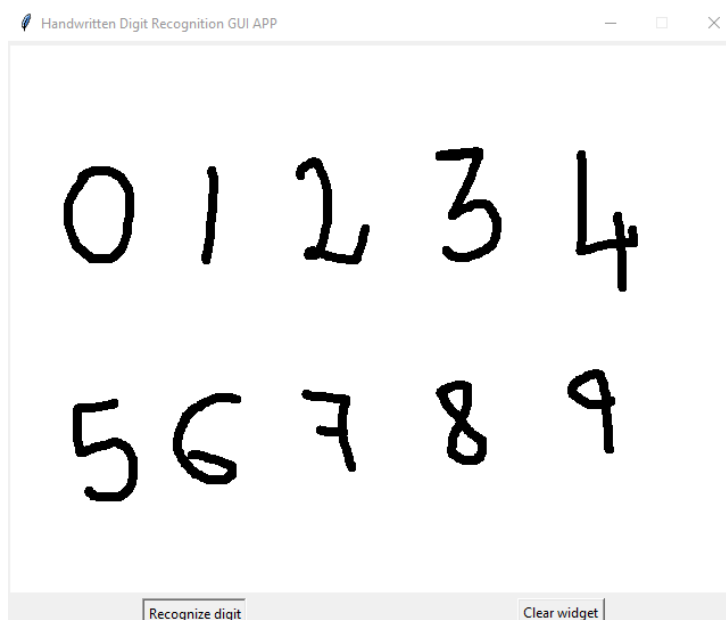 Handwritten Digit Recognition GUI APP
0 1 2 3 4
5 6 7 8 9
Recognize digit Clear widget